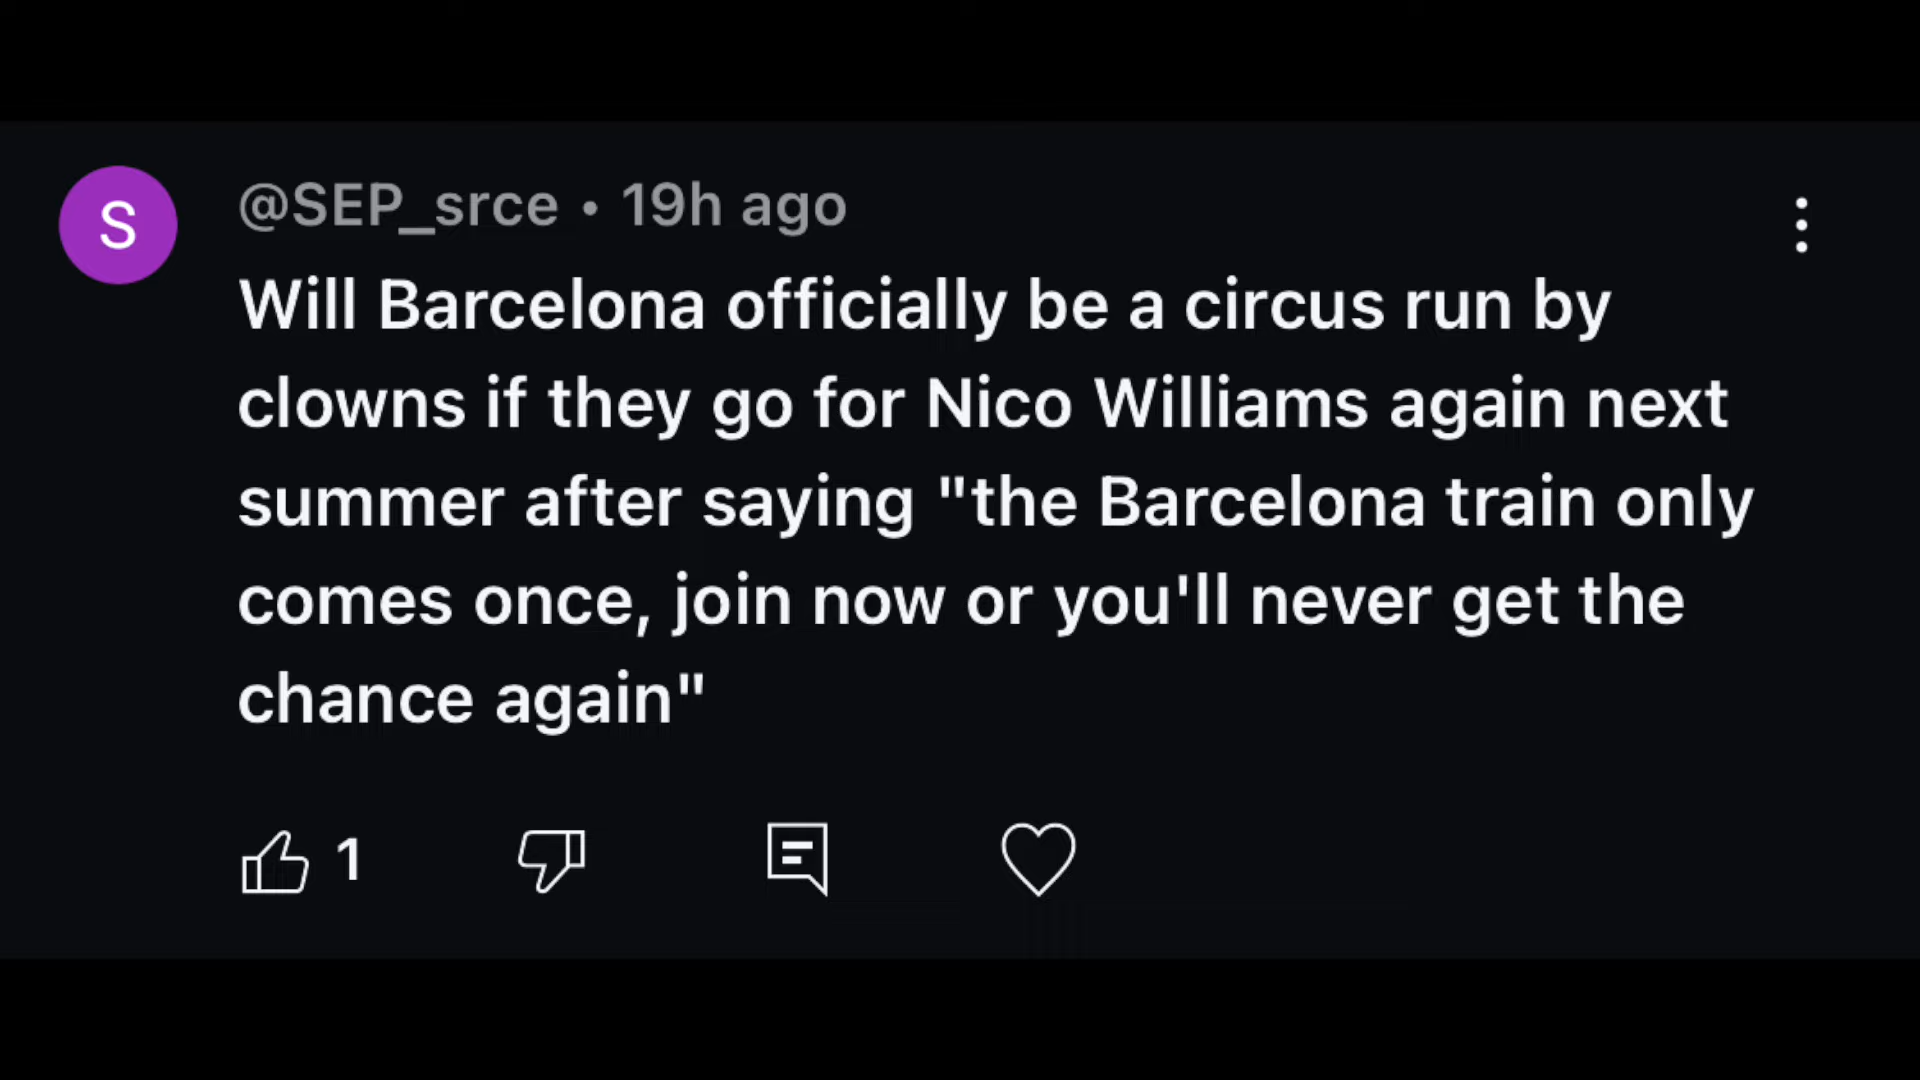 S
@SEP_srce • 19h ago
Will Barcelona officially be a circus run by
clowns if they go for Nico Williams again next
summer after saying "the Barcelona train only
comes once, join now or you'll never get the
chance again"
1